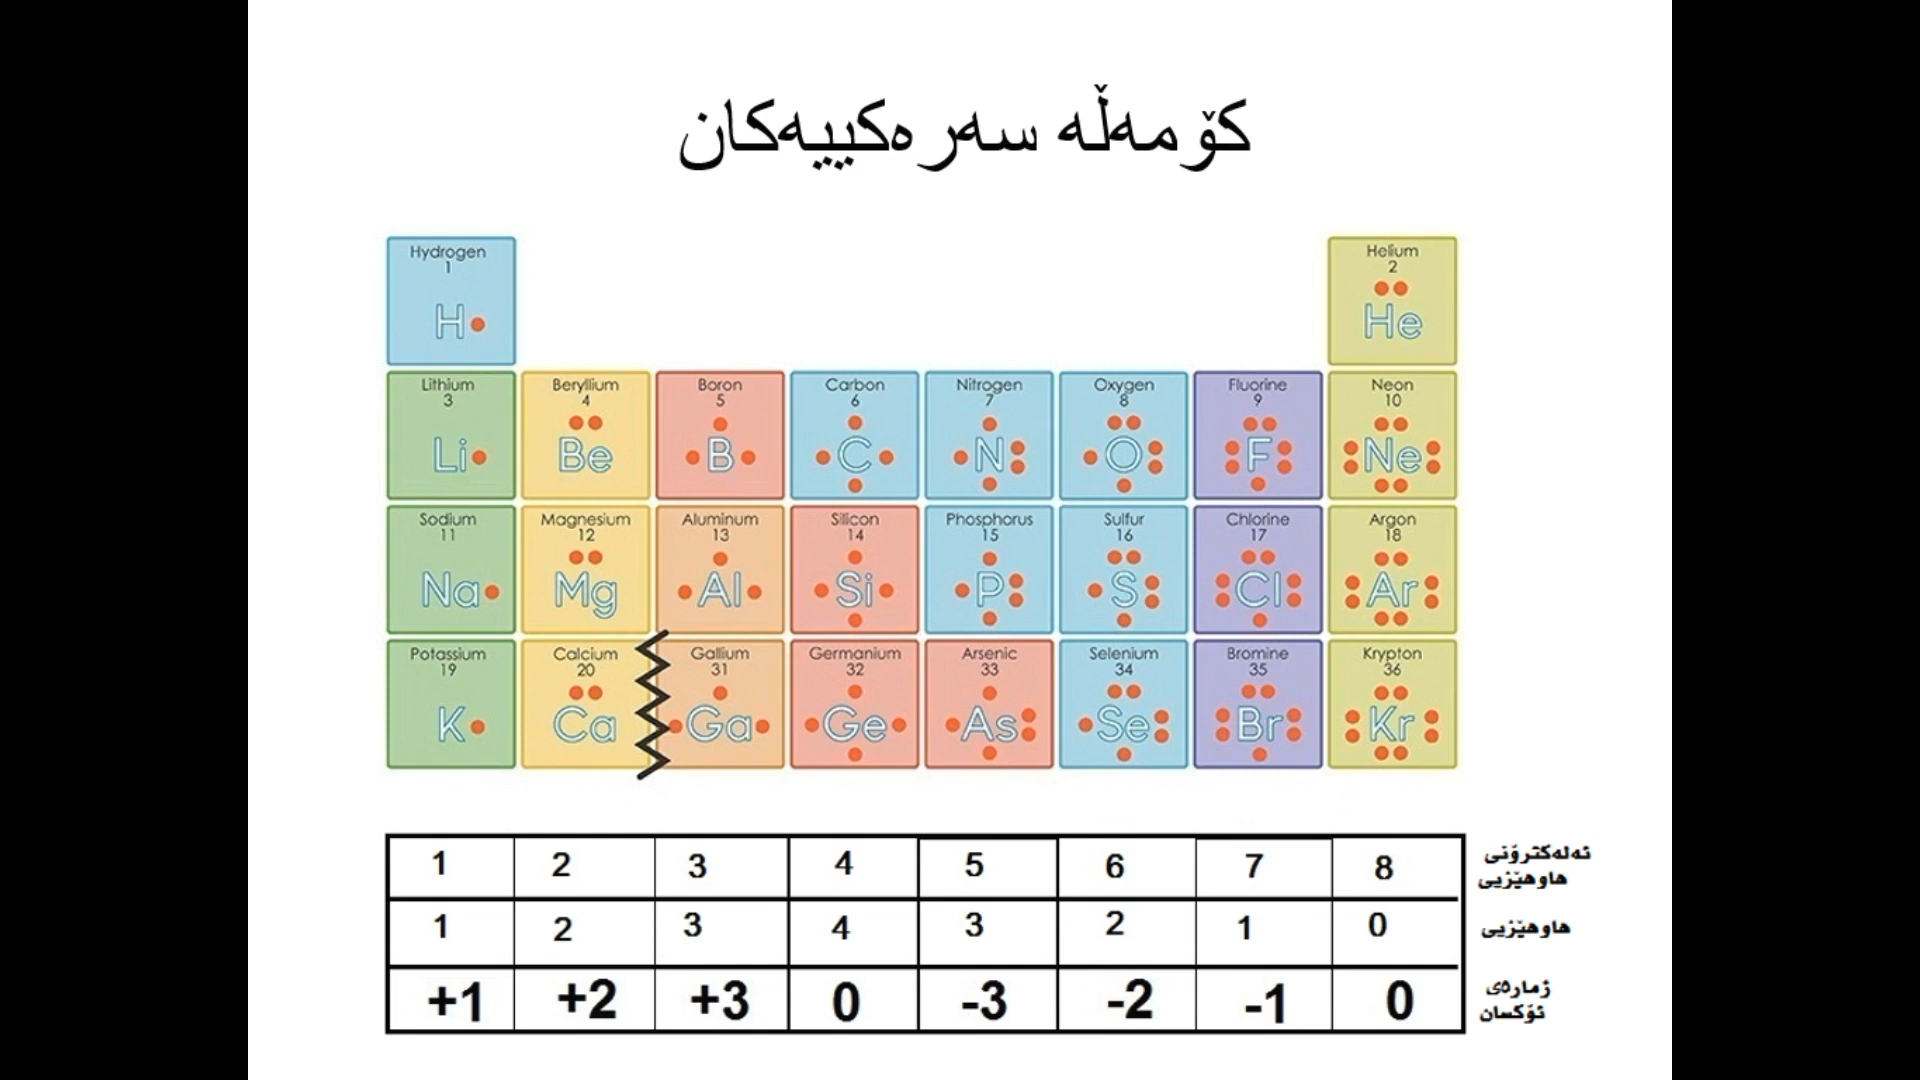 کۆمەڵە سەرەکییەکان
Hydrogen Helium
1 2
H He
Lithium Beryllium Boron Carbon Nitrogen Oxygen Fluorine Neon
3 4 5 6 7 8 9 10
Li Be B C N O F Ne
Sodium Magnesium Aluminum Silicon Phosphorus Sulfur Chlorine Argon
11 12 13 14 15 16 17 18
Na Mg Al Si P S Cl Ar
Potassium Calcium Gallium Germanium Arsenic Selenium Bromine Krypton
19 20 31 32 33 34 35 36
K Ca Ga Ge As Se Br Kr
1 2 3 4 5 6 7 8
ئەلەکترۆنی
هاوهێزیی
1 2 3 4 3 2 1 0
هاوهێزیی
+1 +2 +3 0 -3 -2 -1 0
ژمارەی
ئۆکسان